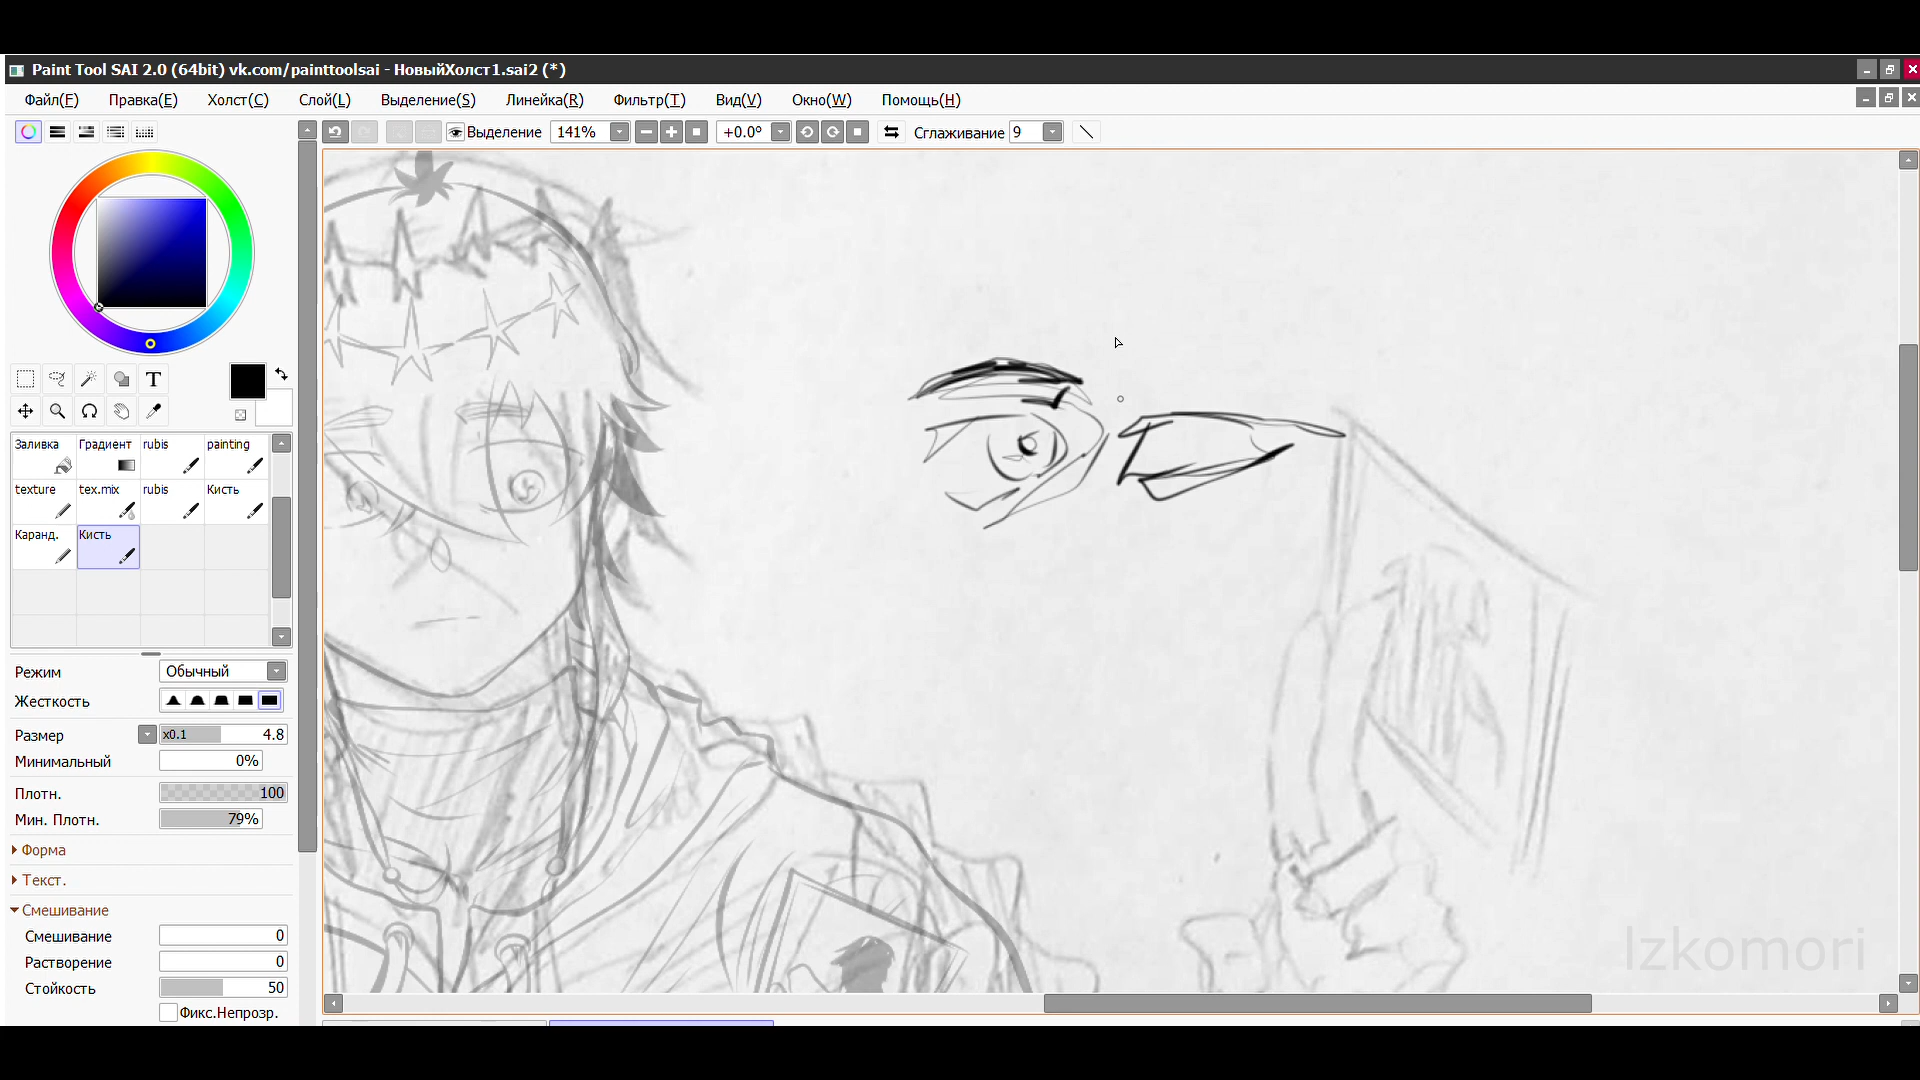 Paint Tool SAI 2.0 (64bit) vk.com/painttoolsai - НовыйХолст1.sai2 (*)
Файл(F) Правка(E) Холст(C) Слой(L) Выделение(S) Линейка(R) Фильтр(T) Вид(V) Окно(W) Помощь(H)
Выделение 141% +0.0º Сглаживание 9
T
Заливка Градиент rubis painting
texture tex.mix rubis Кисть
Каранд. Кисть
Режим Обычный
Жесткость
Размер x0.1 4.8
Минимальный 0%
Плотн. 100
Мин. Плотн. 79%
Форма
Текст.
Смешивание
Смешивание 0
Растворение 0
Стойкость 50
Фикс.Непрозр.
Izkomori